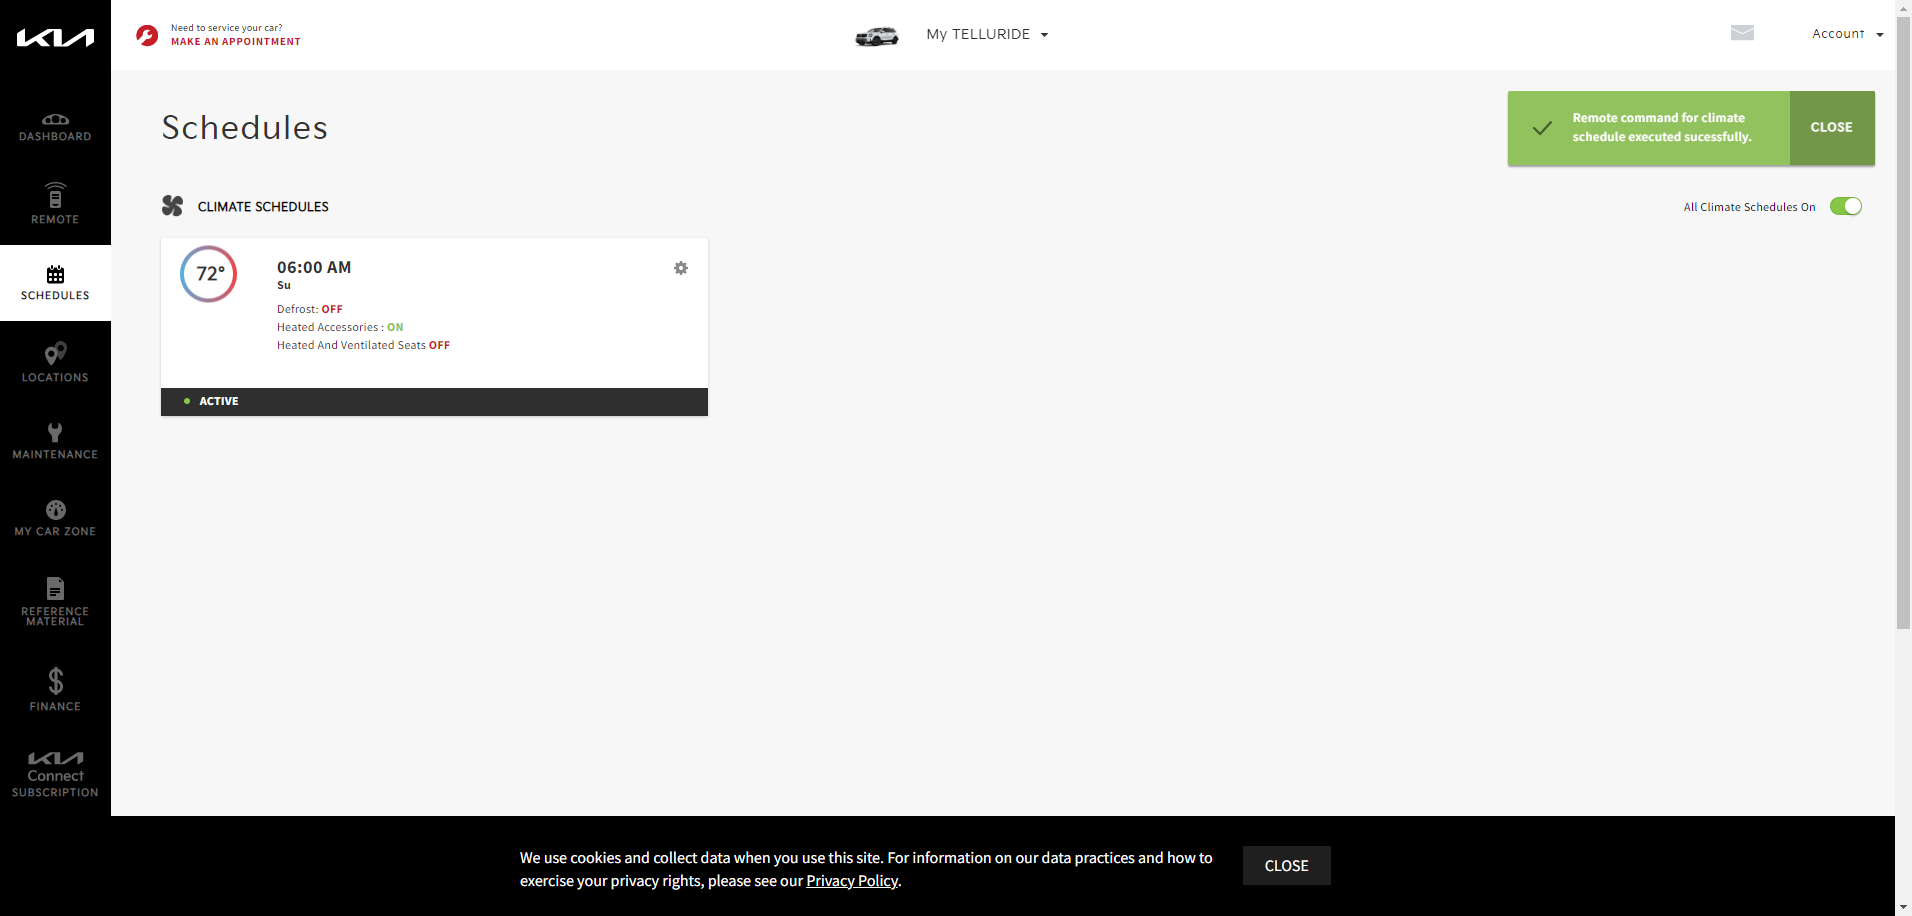 KIA
Need to service your car?
MAKE AN APPOINTMENT
My TELLURIDE
Account
DASHBOARD
REMOTE
SCHEDULES
LOCATIONS
MAINTENANCE
MY CAR ZONE
REFERENCE
MATERIAL
FINANCE
KIA
Connect
SUBSCRIPTION
Schedules
Remote command for climate
schedule executed sucessfully.
CLOSE
CLIMATE SCHEDULES
All Climate Schedules On
72°
06:00 AM
Su
Defrost: OFF
Heated Accessories : ON
Heated And Ventilated Seats OFF
ACTIVE
We use cookies and collect data when you use this site. For information on our data practices and how to
exercise your privacy rights, please see our Privacy Policy.
CLOSE